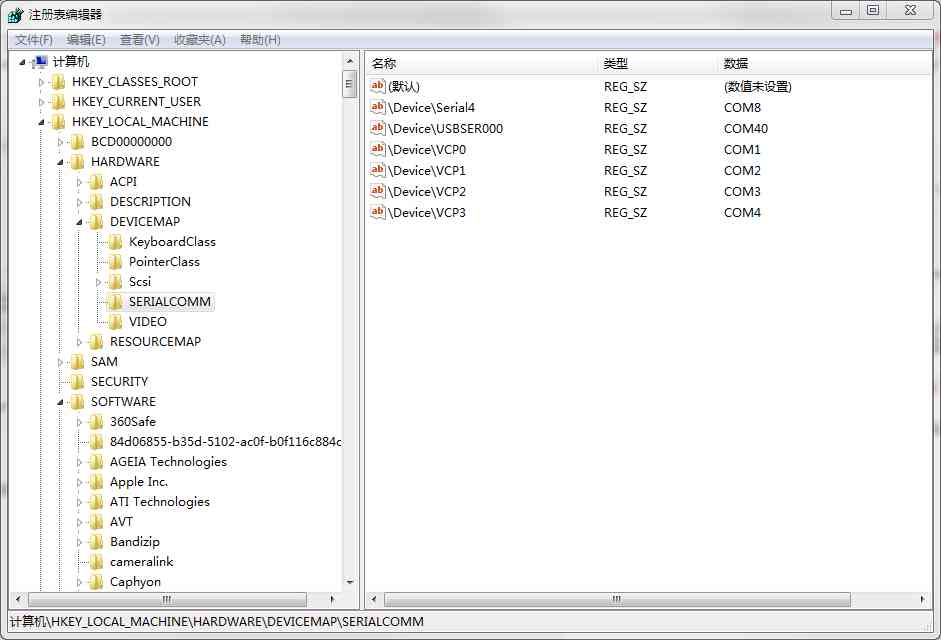 注册表编辑器
文件(F) 编辑(E) 查看(V) 收藏夹(A) 帮助(H)
计算机
HKEY_CLASSES_ROOT
HKEY_CURRENT_USER
HKEY_LOCAL_MACHINE
BCD00000000
HARDWARE
ACPI
DESCRIPTION
DEVICEMAP
KeyboardClass
PointerClass
Scsi
SERIALCOMM
VIDEO
RESOURCEMAP
SAM
SECURITY
SOFTWARE
360Safe
84d06855-b35d-5102-ac0f-b0f116c884c
AGEIA Technologies
Apple Inc.
ATI Technologies
AVT
Bandizip
cameralink
Caphyon
名称 类型 数据
(默认) REG_SZ (数值未设置)
\Device\Serial4 REG_SZ COM8
\Device\USBSER000 REG_SZ COM40
\Device\VCP0 REG_SZ COM1
\Device\VCP1 REG_SZ COM2
\Device\VCP2 REG_SZ COM3
\Device\VCP3 REG_SZ COM4
计算机\HKEY_LOCAL_MACHINE\HARDWARE\DEVICEMAP\SERIALCOMM